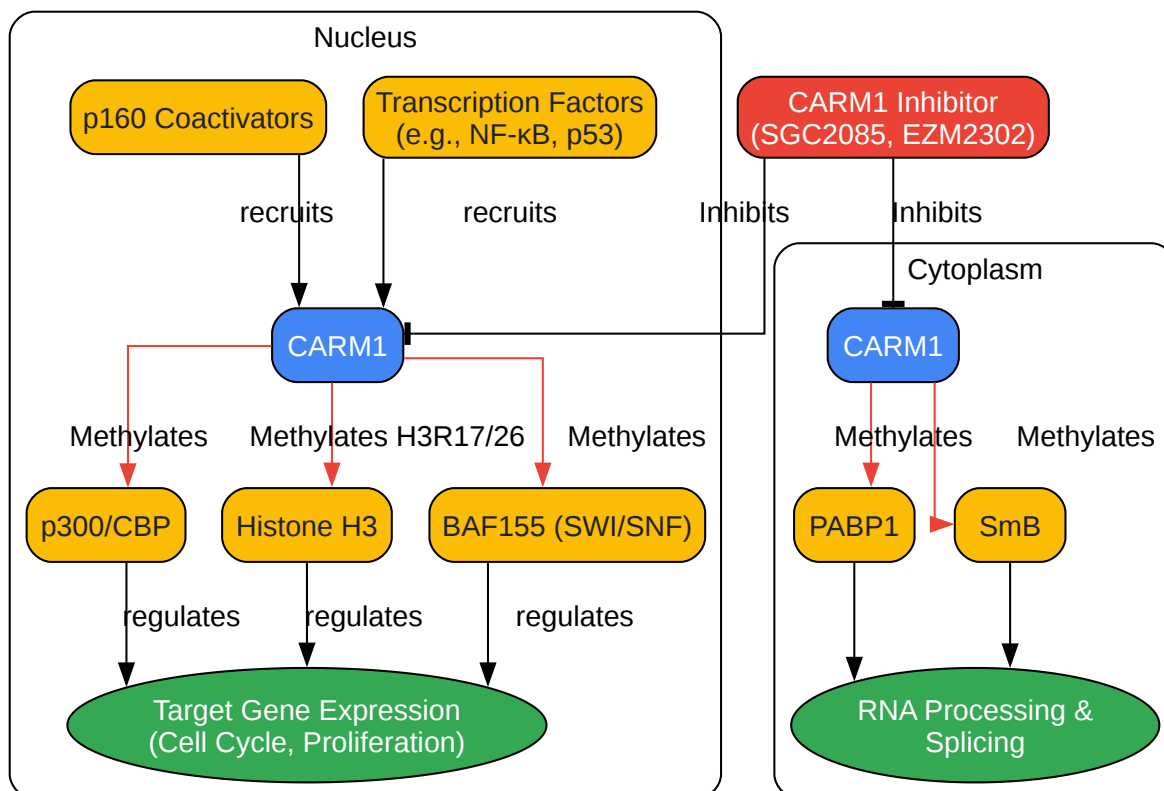 Nucleus
p160 Coactivators
Transcription Factors
(e.g., NF-κB, p53)
CARM1 Inhibitor
(SGC2085, EZM2302)
recruits
recruits
Inhibits
Inhibits
Cytoplasm
CARM1
CARM1
Methylates
Methylates H3R17/26
Methylates
Methylates
Methylates
p300/CBP
Histone H3
BAF155 (SWI/SNF)
PABP1
SmB
regulates
regulates
regulates
Target Gene Expression
(Cell Cycle, Proliferation)
RNA Processing &
Splicing